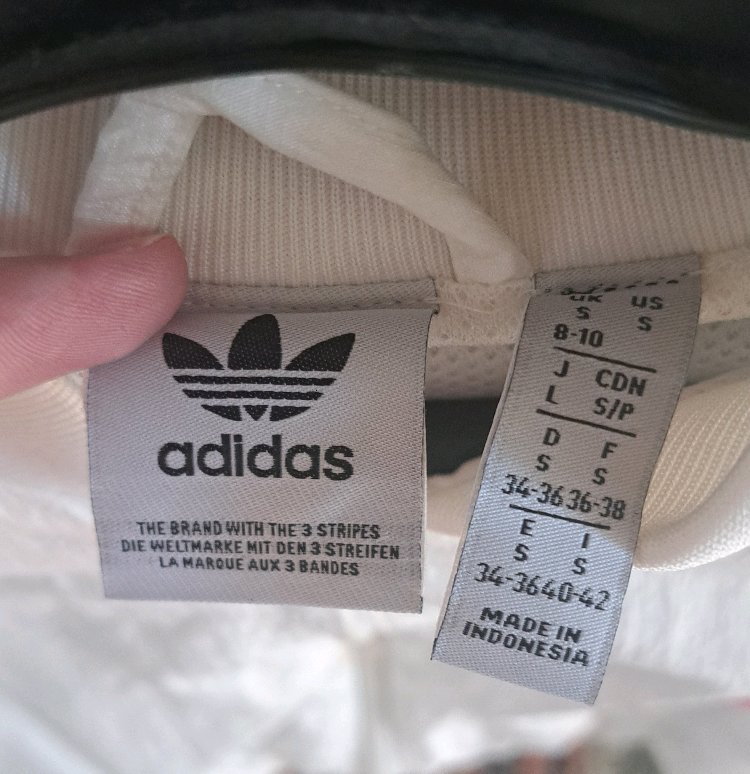 adidas
THE BRAND WITH THE 3 STRIPES
DIE WELTMARKE MIT DEN 3 STREIFEN
LA MARQUE AUX 3 BANDES
UK US
S S
8-10
J CDN
L S/P
D F
S S
34-36 36-38
E I
S S
34-36 40-42
MADE IN
INDONESIA